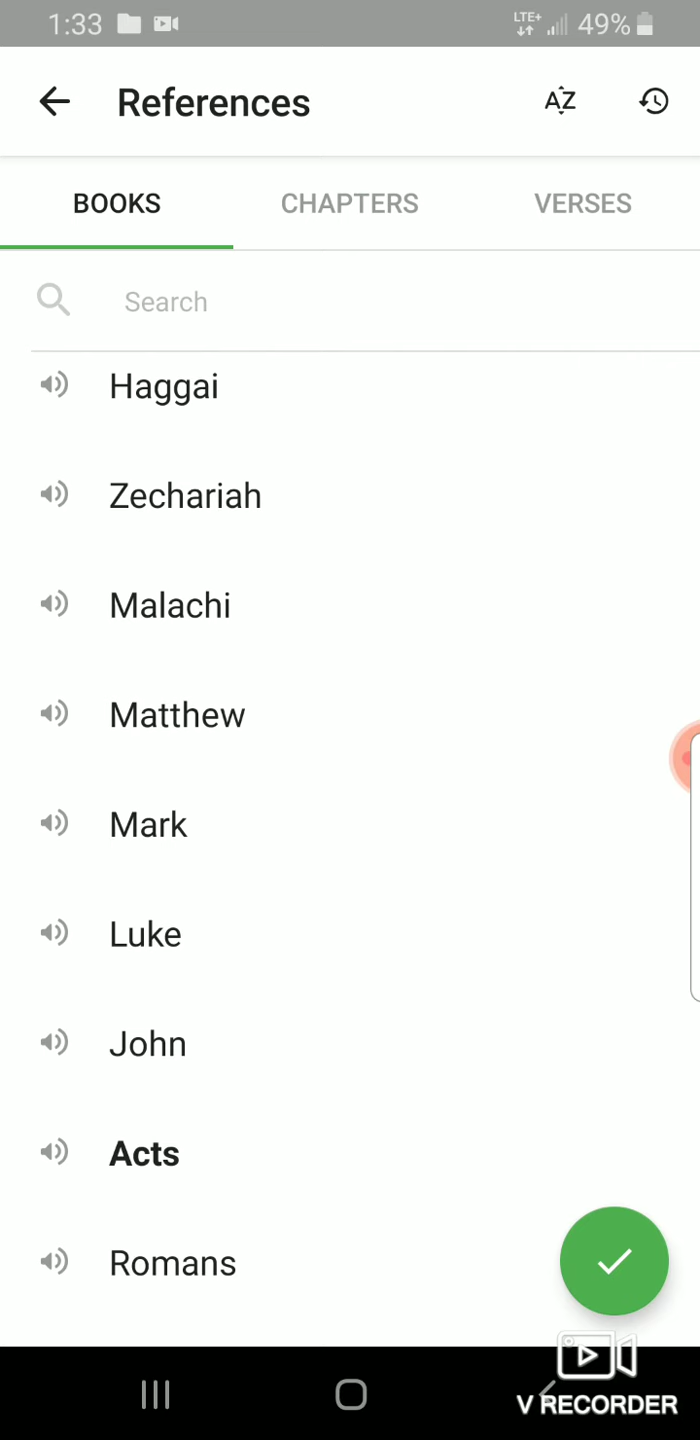 1:33 LTE+ 49%
References AZ
BOOKS CHAPTERS VERSES
Search
Haggai
Zechariah
Malachi
Matthew
Mark
Luke
John
Acts
Romans
V RECORDER